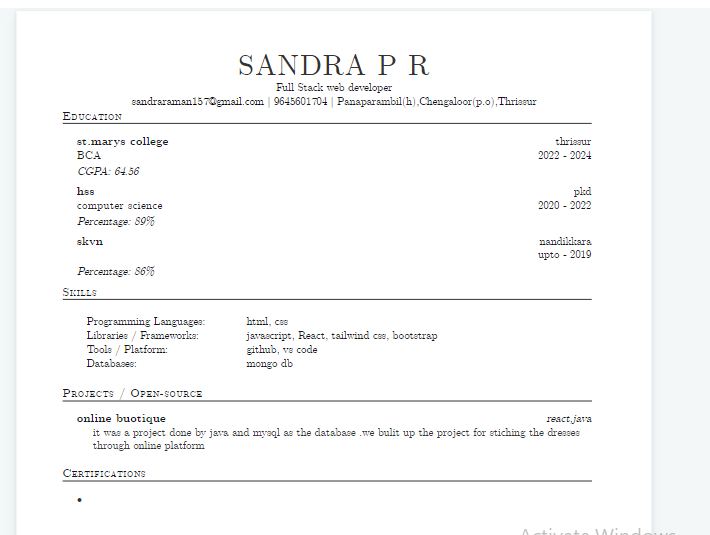 SANDRA P R
Full Stack web developer
sandraraman157@gmail.com | 9645601704 | Panaparambil(h),Chengaloor(p.o),Thrissur
Education
st.marys college thrissur
BCA 2022 - 2024
CGPA: 64.56
hss pkd
computer science 2020 - 2022
Percentage: 89%
skvn nandikkara
upto - 2019
Percentage: 86%
Skills
Programming Languages: html, css
Libraries / Frameworks: javascript, React, tailwind css, bootstrap
Tools / Platform: github, vs code
Databases: mongo db
Projects / Open-source
online buotique react,java
it was a project done by java and mysql as the database .we bulit up the project for stiching the dresses
through online platform
Certifications
Activate Windows